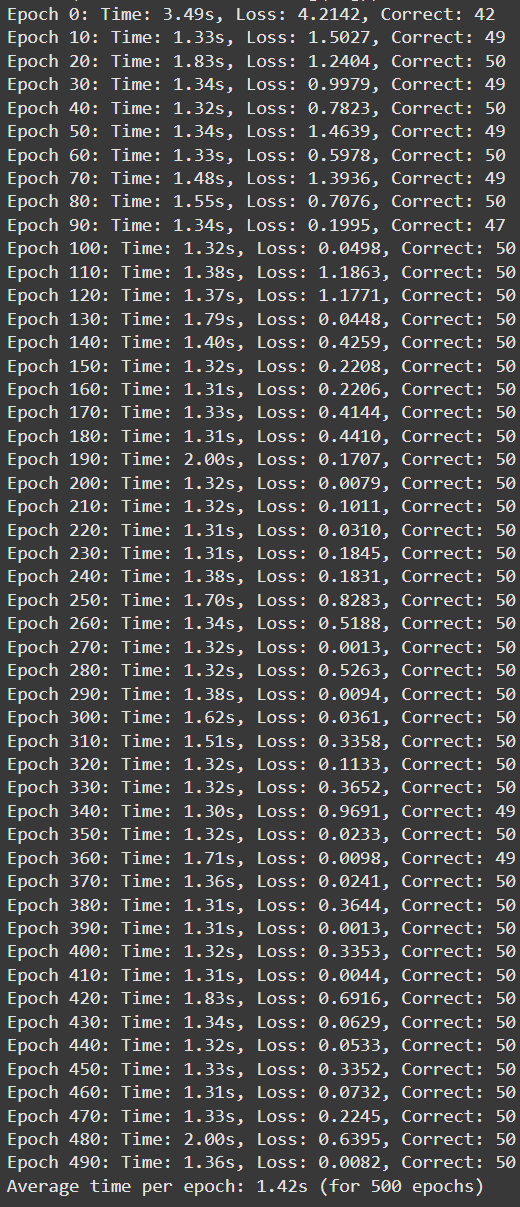 Epoch 0: Time: 3.49s, Loss: 4.2142, Correct: 42
Epoch 10: Time: 1.33s, Loss: 1.5027, Correct: 49
Epoch 20: Time: 1.83s, Loss: 1.2404, Correct: 50
Epoch 30: Time: 1.34s, Loss: 0.9979, Correct: 49
Epoch 40: Time: 1.32s, Loss: 0.7823, Correct: 50
Epoch 50: Time: 1.34s, Loss: 1.4639, Correct: 49
Epoch 60: Time: 1.33s, Loss: 0.5978, Correct: 50
Epoch 70: Time: 1.48s, Loss: 1.3936, Correct: 49
Epoch 80: Time: 1.55s, Loss: 0.7076, Correct: 50
Epoch 90: Time: 1.34s, Loss: 0.1995, Correct: 47
Epoch 100: Time: 1.32s, Loss: 0.0498, Correct: 50
Epoch 110: Time: 1.38s, Loss: 1.1863, Correct: 50
Epoch 120: Time: 1.37s, Loss: 1.1771, Correct: 50
Epoch 130: Time: 1.79s, Loss: 0.0448, Correct: 50
Epoch 140: Time: 1.40s, Loss: 0.4259, Correct: 50
Epoch 150: Time: 1.32s, Loss: 0.2208, Correct: 50
Epoch 160: Time: 1.31s, Loss: 0.2206, Correct: 50
Epoch 170: Time: 1.33s, Loss: 0.4144, Correct: 50
Epoch 180: Time: 1.31s, Loss: 0.4410, Correct: 50
Epoch 190: Time: 2.00s, Loss: 0.1707, Correct: 50
Epoch 200: Time: 1.32s, Loss: 0.0079, Correct: 50
Epoch 210: Time: 1.32s, Loss: 0.1011, Correct: 50
Epoch 220: Time: 1.31s, Loss: 0.0310, Correct: 50
Epoch 230: Time: 1.31s, Loss: 0.1845, Correct: 50
Epoch 240: Time: 1.38s, Loss: 0.1831, Correct: 50
Epoch 250: Time: 1.70s, Loss: 0.8283, Correct: 50
Epoch 260: Time: 1.34s, Loss: 0.5188, Correct: 50
Epoch 270: Time: 1.32s, Loss: 0.0013, Correct: 50
Epoch 280: Time: 1.32s, Loss: 0.5263, Correct: 50
Epoch 290: Time: 1.38s, Loss: 0.0094, Correct: 50
Epoch 300: Time: 1.62s, Loss: 0.0361, Correct: 50
Epoch 310: Time: 1.51s, Loss: 0.3358, Correct: 50
Epoch 320: Time: 1.32s, Loss: 0.1133, Correct: 50
Epoch 330: Time: 1.32s, Loss: 0.3652, Correct: 50
Epoch 340: Time: 1.30s, Loss: 0.9691, Correct: 49
Epoch 350: Time: 1.32s, Loss: 0.0233, Correct: 50
Epoch 360: Time: 1.71s, Loss: 0.0098, Correct: 49
Epoch 370: Time: 1.36s, Loss: 0.0241, Correct: 50
Epoch 380: Time: 1.31s, Loss: 0.3644, Correct: 50
Epoch 390: Time: 1.31s, Loss: 0.0013, Correct: 50
Epoch 400: Time: 1.32s, Loss: 0.3353, Correct: 50
Epoch 410: Time: 1.31s, Loss: 0.0044, Correct: 50
Epoch 420: Time: 1.83s, Loss: 0.6916, Correct: 50
Epoch 430: Time: 1.34s, Loss: 0.0629, Correct: 50
Epoch 440: Time: 1.32s, Loss: 0.0533, Correct: 50
Epoch 450: Time: 1.33s, Loss: 0.3352, Correct: 50
Epoch 460: Time: 1.31s, Loss: 0.0732, Correct: 50
Epoch 470: Time: 1.33s, Loss: 0.2245, Correct: 50
Epoch 480: Time: 2.00s, Loss: 0.6395, Correct: 50
Epoch 490: Time: 1.36s, Loss: 0.0082, Correct: 50
Average time per epoch: 1.42s (for 500 epochs)